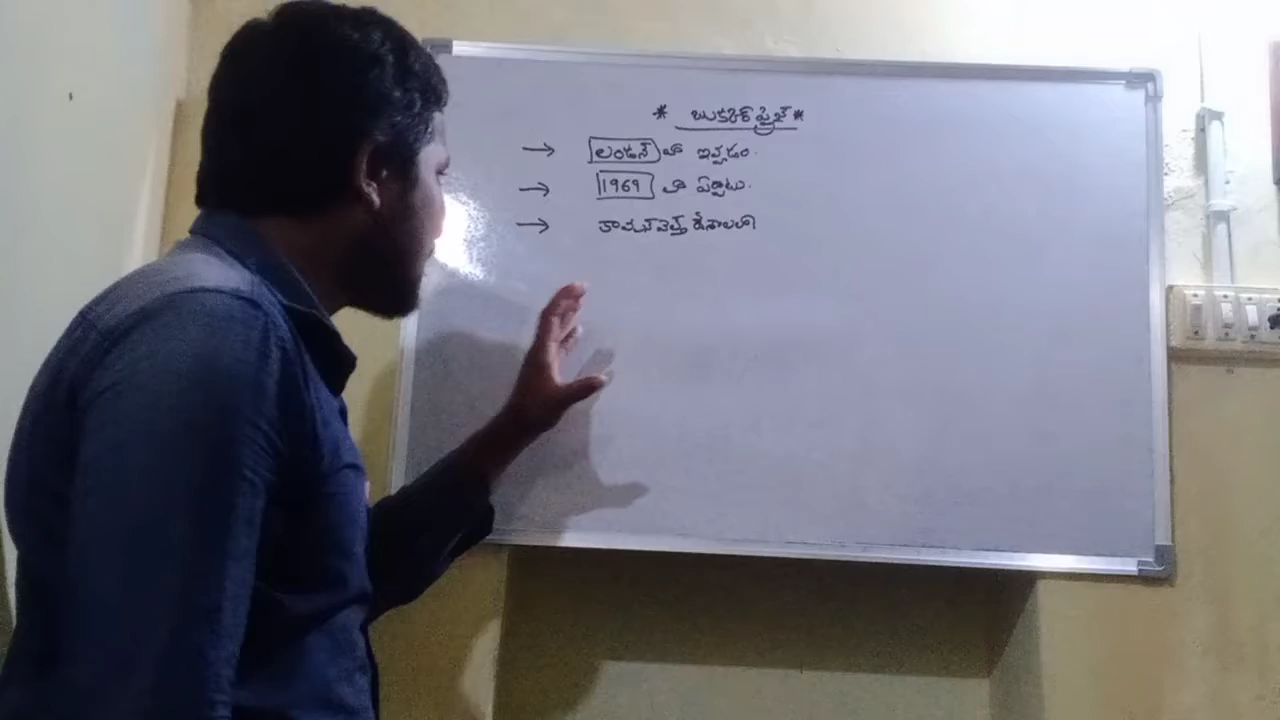 * బుకర్ ప్రైజ్ *
→ లండన్ లో ఇవ్వడం.
→ 1969 లో ఏర్పాటు.
→ కామన్ వెల్త్ దేశాలలో